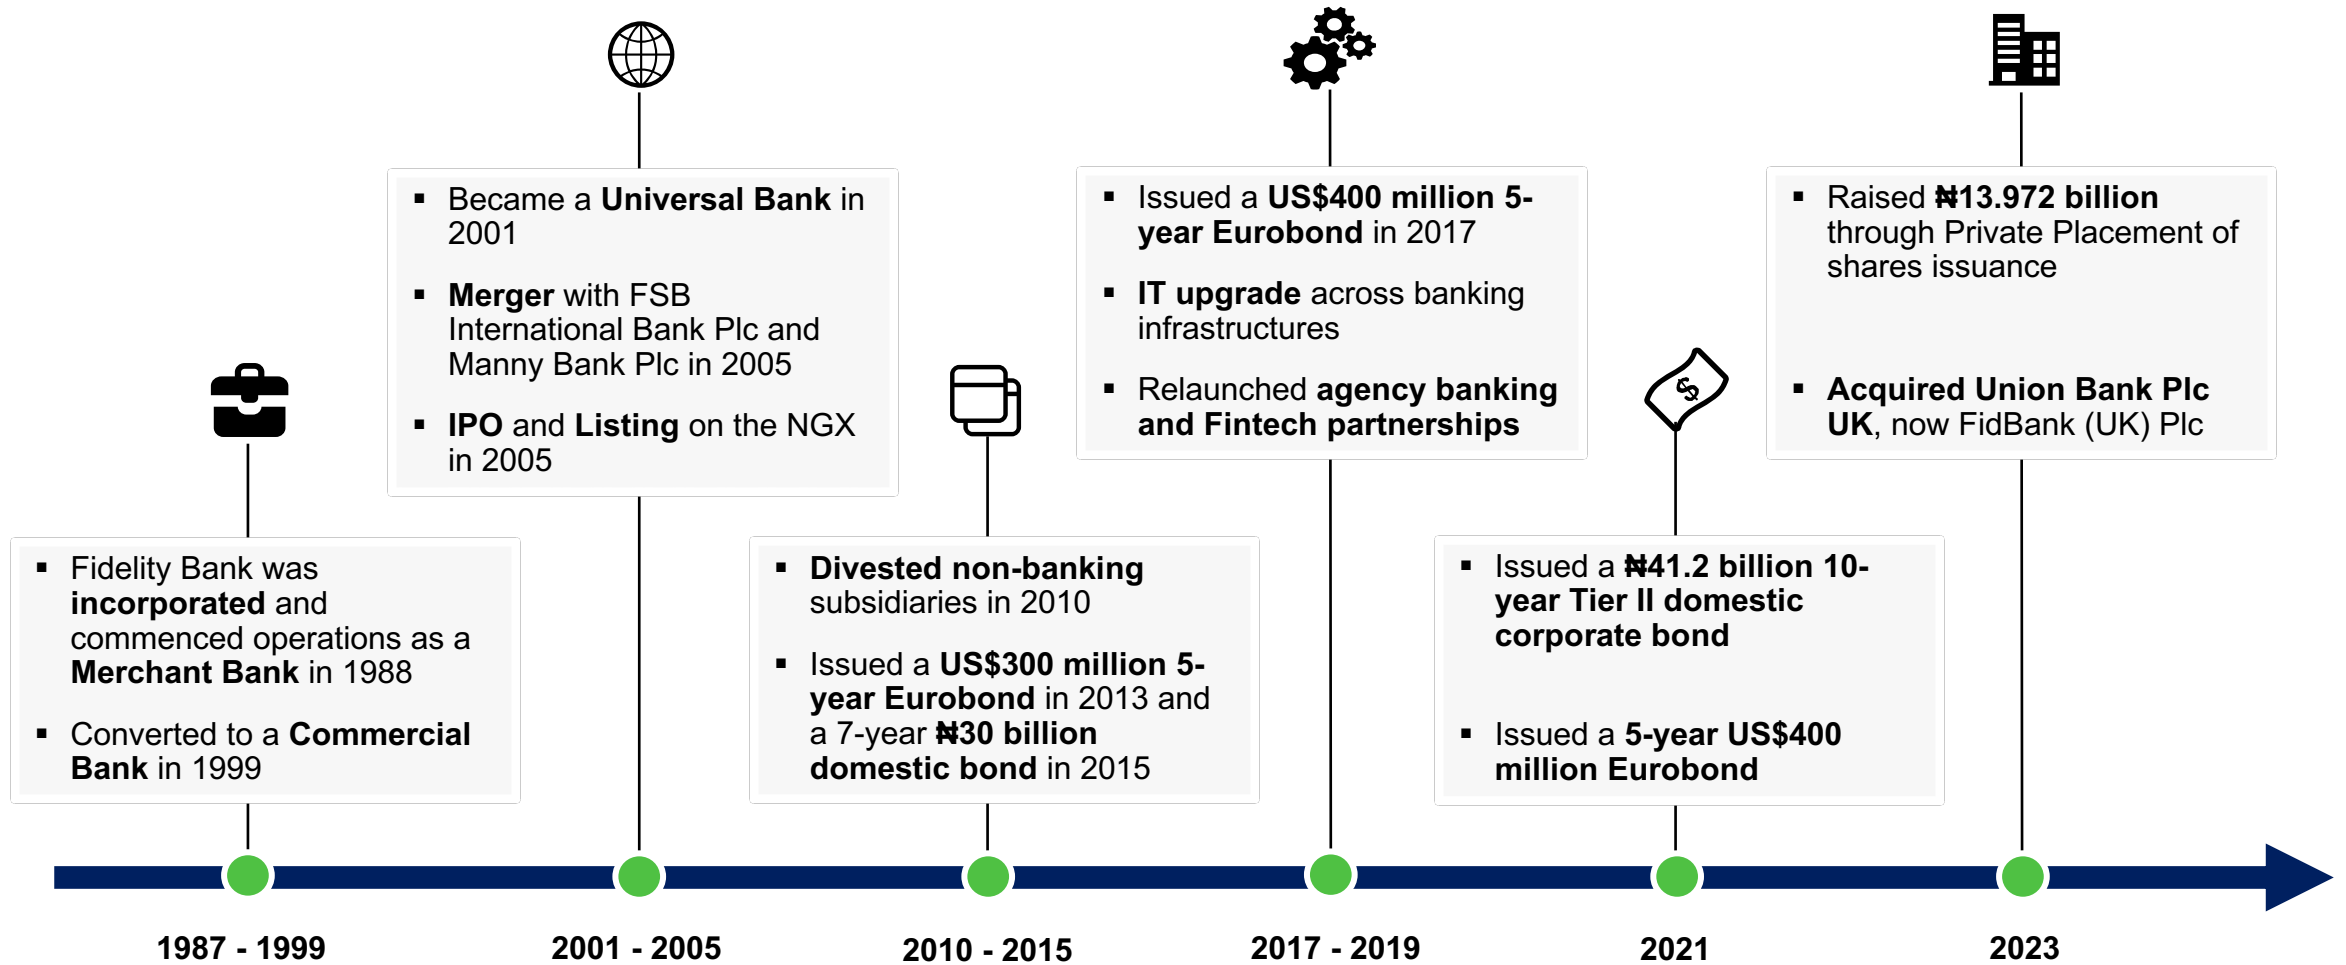 ▪ Fidelity Bank was
incorporated and
commenced operations as a
Merchant Bank in 1988
▪ Converted to a Commercial
Bank in 1999
1987 - 1999
▪ Became a Universal Bank in
2001
▪ Merger with FSB
International Bank Plc and
Manny Bank Plc in 2005
▪ IPO and Listing on the NGX
in 2005
2001 - 2005
▪ Divested non-banking
subsidiaries in 2010
▪ Issued a US$300 million 5-
year Eurobond in 2013 and
a 7-year ₦30 billion
domestic bond in 2015
2010 - 2015
▪ Issued a US$400 million 5-
year Eurobond in 2017
▪ IT upgrade across banking
infrastructures
▪ Relaunched agency banking
and Fintech partnerships
2017 - 2019
$
▪ Issued a ₦41.2 billion 10-
year Tier II domestic
corporate bond
▪ Issued a 5-year US$400
million Eurobond
2021
▪ Raised ₦13.972 billion
through Private Placement of
shares issuance
▪ Acquired Union Bank Plc
UK, now FidBank (UK) Plc
2023